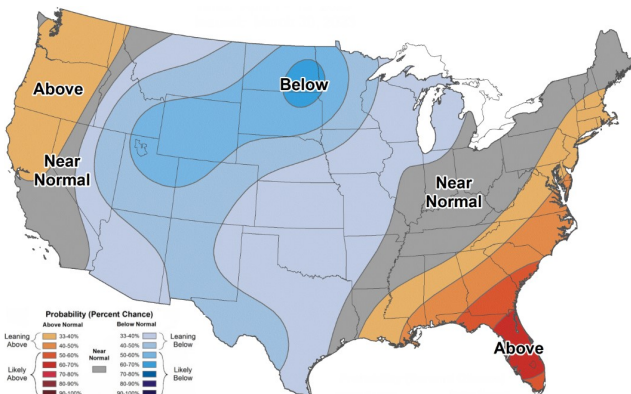 Above
Below
Near
Normal
Near
Normal
Above
Probability (Percent Chance)
Above Normal
Below Normal
Leaning
Above
33-40%
40-50%
50-60%
60-70%
70-80%
80-90%
90-100%
Likely
Above
Near
Normal
33-40%
40-50%
50-60%
60-70%
70-80%
80-90%
90-100%
Leaning
Below
Likely
Below